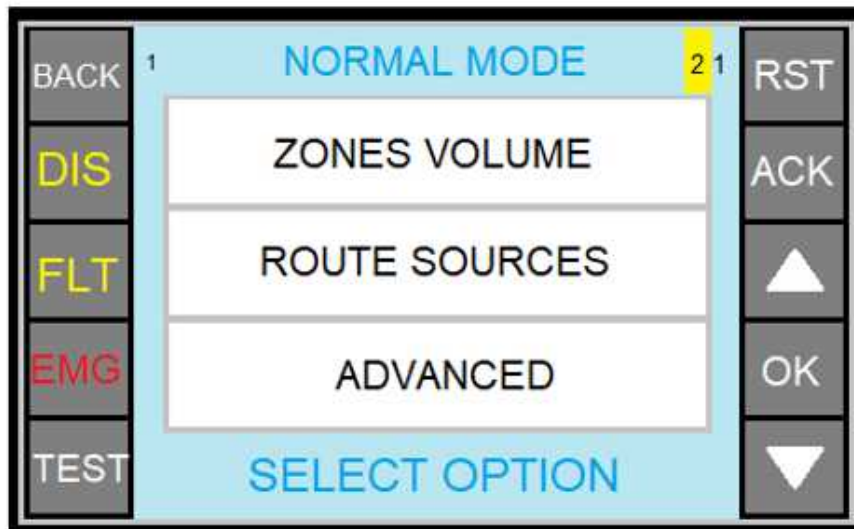 BACK
1
NORMAL MODE
2 1
RST
DIS
ZONES VOLUME
ACK
FLT
ROUTE SOURCES
EMG
ADVANCED
OK
TEST
SELECT OPTION